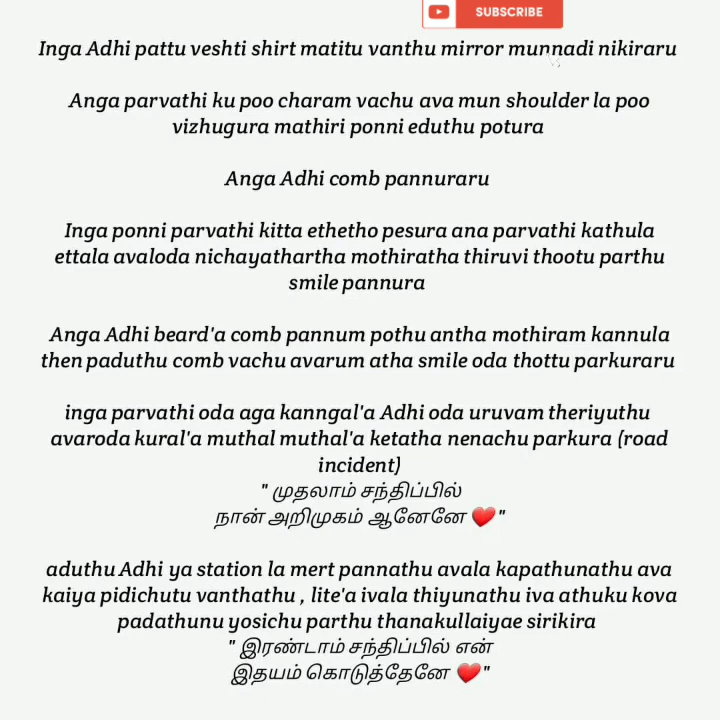 SUBSCRIBE
Inga Adhi pattu veshti shirt matitu vanthu mirror munnadi nikiraru
Anga parvathi ku poo charam vachu ava mun shoulder la poo
vizhugura mathiri ponni eduthu potura
Anga Adhi comb pannuraru
Inga ponni parvathi kitta ethetho pesura ana parvathi kathula
ettala avaloda nichayathartha mothiratha thiruvi thootu parthu
smile pannura
Anga Adhi beard'a comb pannum pothu antha mothiram kannula
then paduthu comb vachu avarum atha smile oda thottu parkuraru
inga parvathi oda aga kanngal'a Adhi oda uruvam theriyuthu
avaroda kural'a muthal muthal'a ketatha nenachu parkura (road
incident)
" முதலாம் சந்திப்பில்
நான் அறிமுகம் ஆனேனே ❤️ "
aduthu Adhi ya station la mert pannathu avala kapathunathu ava
kaiya pidichutu vanthathu , lite'a ivala thiyunathu iva athuku kova
padathunu yosichu parthu thanakullaiyae sirikira
" இரண்டாம் சந்திப்பில் என்
இதயம் கொடுத்தேனே ❤️ "